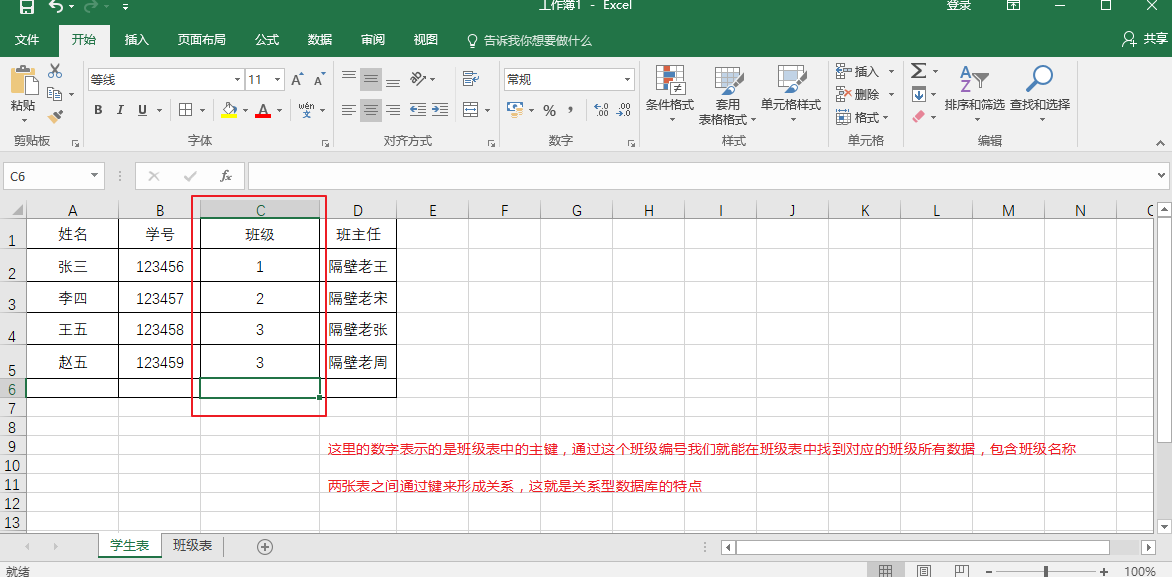 工作簿1 - Excel
登录
文件 开始 插入 页面布局 公式 数据 审阅 视图 告诉我你想要做什么 共享
粘贴
等线 11
B I U
wén
文
常规
条件格式
套用
表格格式
单元格样式
插入
删除
格式
排序和筛选
查找和选择
剪贴板 字体 对齐方式 数字 样式 单元格 编辑
C6 fx
A B C D E F G H I J K L M N
1 姓名 学号 班级 班主任
2 张三 123456 1 隔壁老王
3 李四 123457 2 隔壁老宋
4 王五 123458 3 隔壁老张
5 赵五 123459 3 隔壁老周
6
7
8
9 这里的数字表示的是班级表中的主键，通过这个班级编号我们就能在班级表中找到对应的班级所有数据，包含班级名称
10
11 两张表之间通过键来形成关系，这就是关系型数据库的特点
12
13
学生表 班级表
就绪 100%